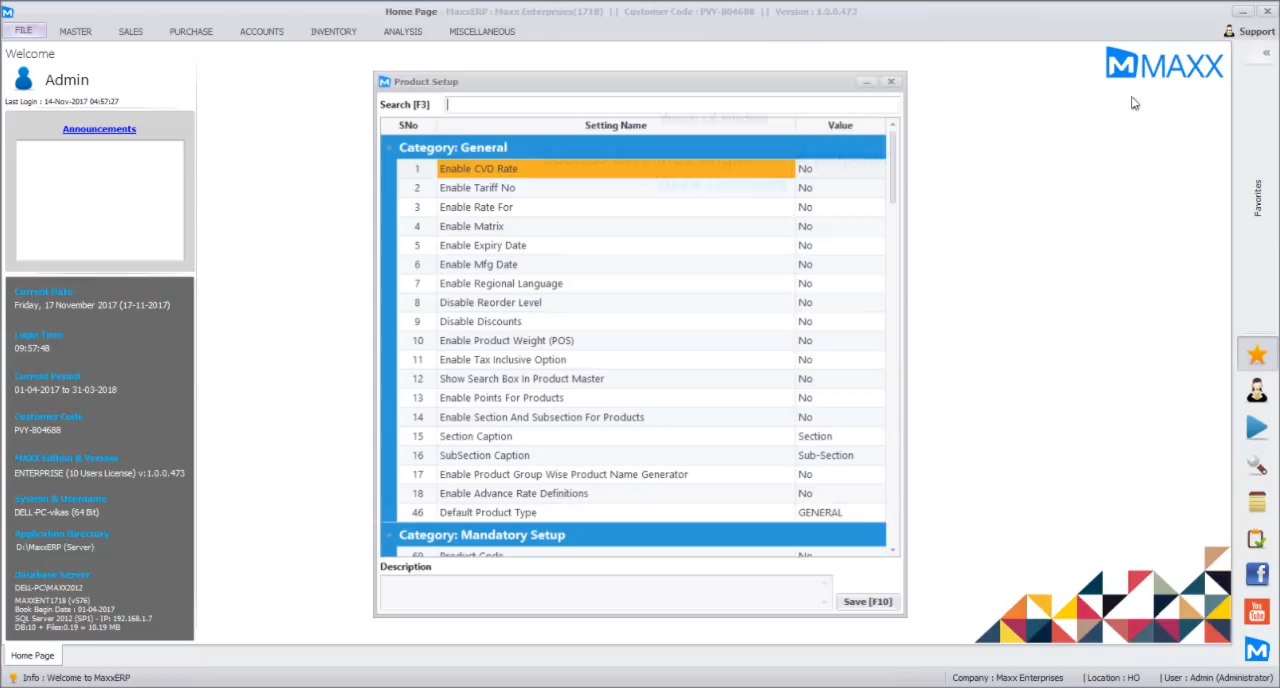 Home Page - MaxxERP : Maxx Enterprises(1718) || Customer Code : PVY-804688 || Version : 1.0.0.473
FILE MASTER SALES PURCHASE ACCOUNTS INVENTORY ANALYSIS MISCELLANEOUS Support
Welcome
Admin
Last Login : 14-Nov-2017 04:57:27
Announcements
Current Date
Friday, 17 November 2017 (17-11-2017)
Login Time
09:57:48
Current Period
01-04-2017 to 31-03-2018
Customer Code
PVY-804688
MAXX Edition & Version
ENTERPRISE (10 Users License) v:1.0.0.473
System & Username
DELL-PC-vikas (64 Bit)
Application Directory
D:\MaxxERP (Server)
Database Server
DELL-PC\MAXX2012
MAXXENT1718 (v576)
Book Begin Date : 01-04-2017
SQL Server 2012 (SP1) - IP: 192.168.1.7
DB:10 + Files:0.19 = 10.19 MB
Product Setup
Search [F3]
SNo Setting Name Value
Category: General
1 Enable CVD Rate No
2 Enable Tariff No No
3 Enable Rate For No
4 Enable Matrix No
5 Enable Expiry Date No
6 Enable Mfg Date No
7 Enable Regional Language No
8 Disable Reorder Level No
9 Disable Discounts No
10 Enable Product Weight (POS) No
11 Enable Tax Inclusive Option No
12 Show Search Box In Product Master No
13 Enable Points For Products No
14 Enable Section And Subsection For Products No
15 Section Caption Section
16 SubSection Caption Sub-Section
17 Enable Product Group Wise Product Name Generator No
18 Enable Advance Rate Definitions No
46 Default Product Type GENERAL
Category: Mandatory Setup
60 Product Code No
Description
Save [F10]
MAXX
Favorites
You
Tube
Home Page
Info : Welcome to MaxxERP
Company : Maxx Enterprises | Location : HO | User : Admin (Administrator)